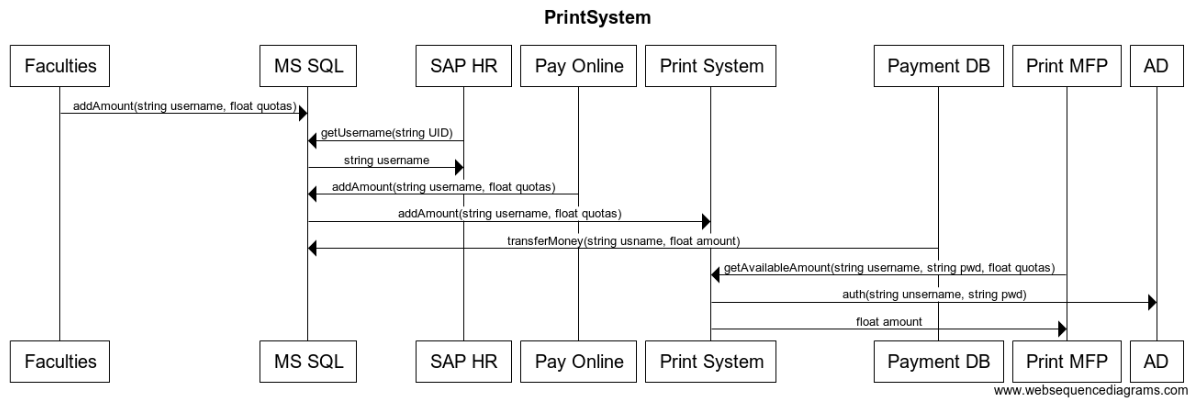 PrintSystem
Faculties MS SQL SAP HR Pay Online Print System Payment DB Print MFP AD
addAmount(string username, float quotas)
getUsername(string UID)
string username
addAmount(string username, float quotas)
addAmount(string username, float quotas)
transferMoney(string usname, float amount)
getAvailableAmount(string username, string pwd, float quotas)
auth(string unsername, string pwd)
float amount
Faculties MS SQL SAP HR Pay Online Print System Payment DB Print MFP AD
www.websequencediagrams.com